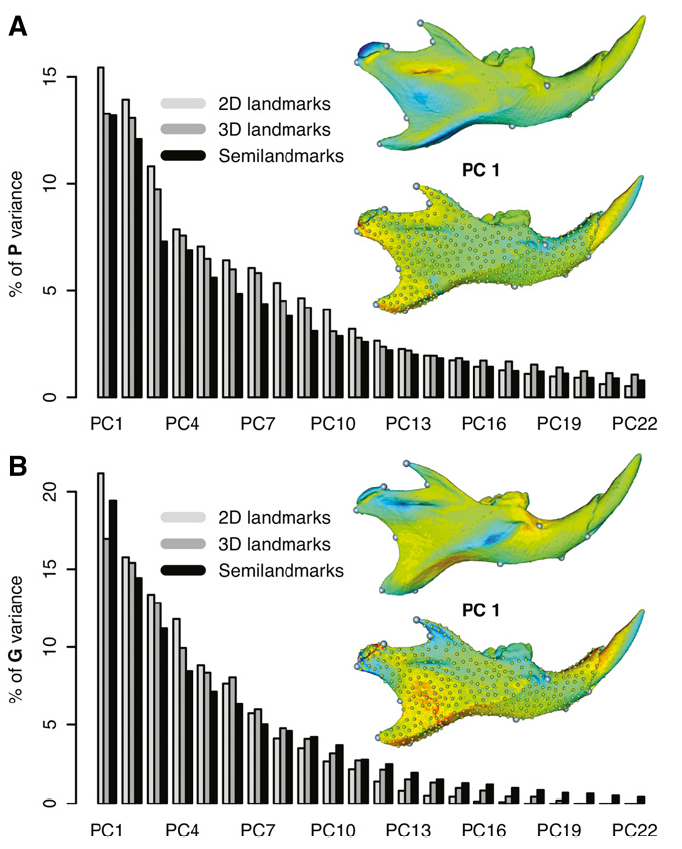 A
% of P variance
15
10
5
0
2D landmarks
3D landmarks
Semilandmarks
PC 1
PC1 PC4 PC7 PC10 PC13 PC16 PC19 PC22
B
% of G variance
20
15
10
5
0
2D landmarks
3D landmarks
Semilandmarks
PC 1
PC1 PC4 PC7 PC10 PC13 PC16 PC19 PC22